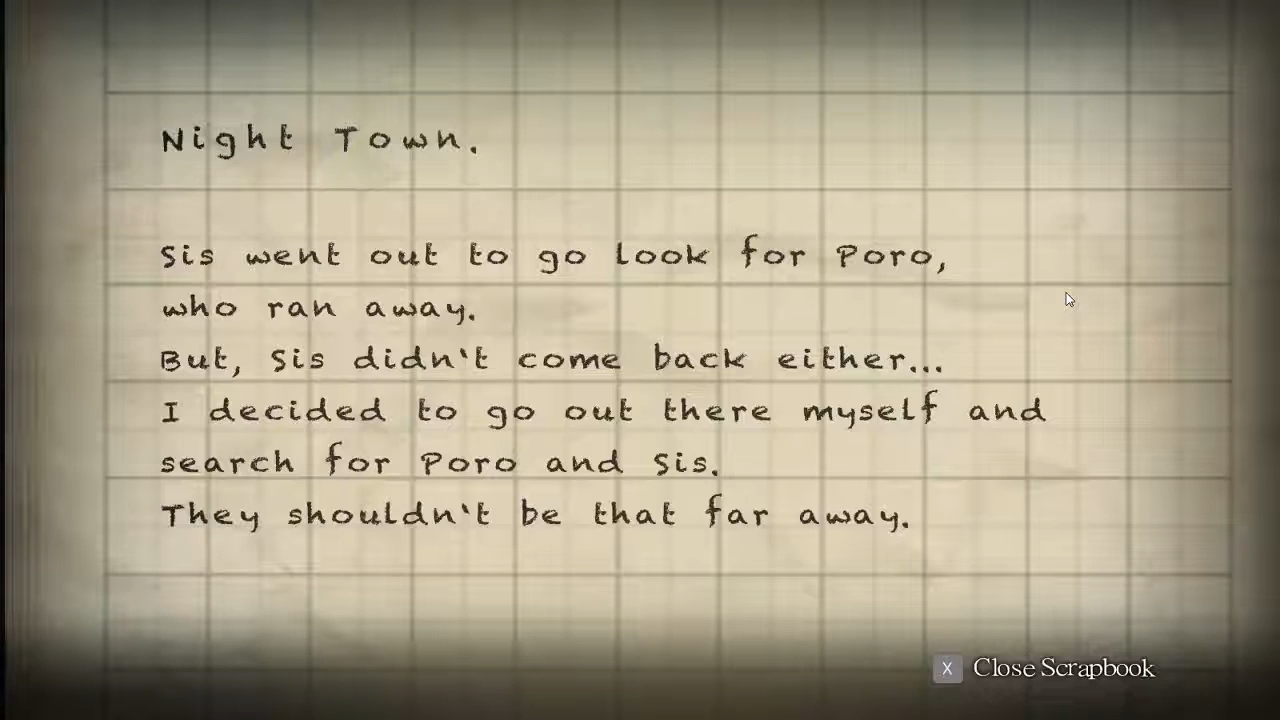 Night Town.
Sis went out to go look for Poro,
who ran away.
But, Sis didn't come back either...
I decided to go out there myself and
search for Poro and Sis.
They shouldn't be that far away.
X Close Scrapbook